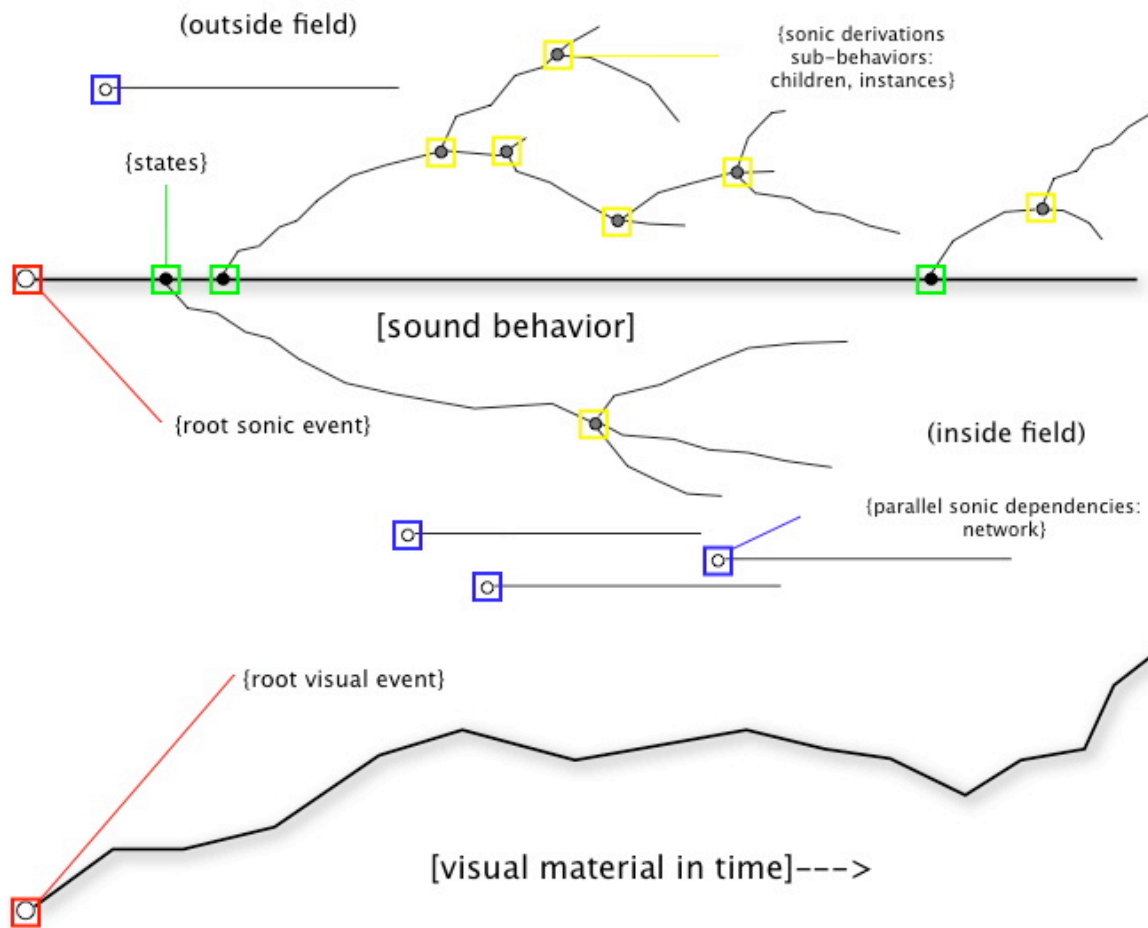 (outside field)
{sonic derivations
sub-behaviors:
children, instances}
{states}
[sound behavior]
{root sonic event}
(inside field)
{parallel sonic dependencies:
network}
{root visual event}
[visual material in time]--->